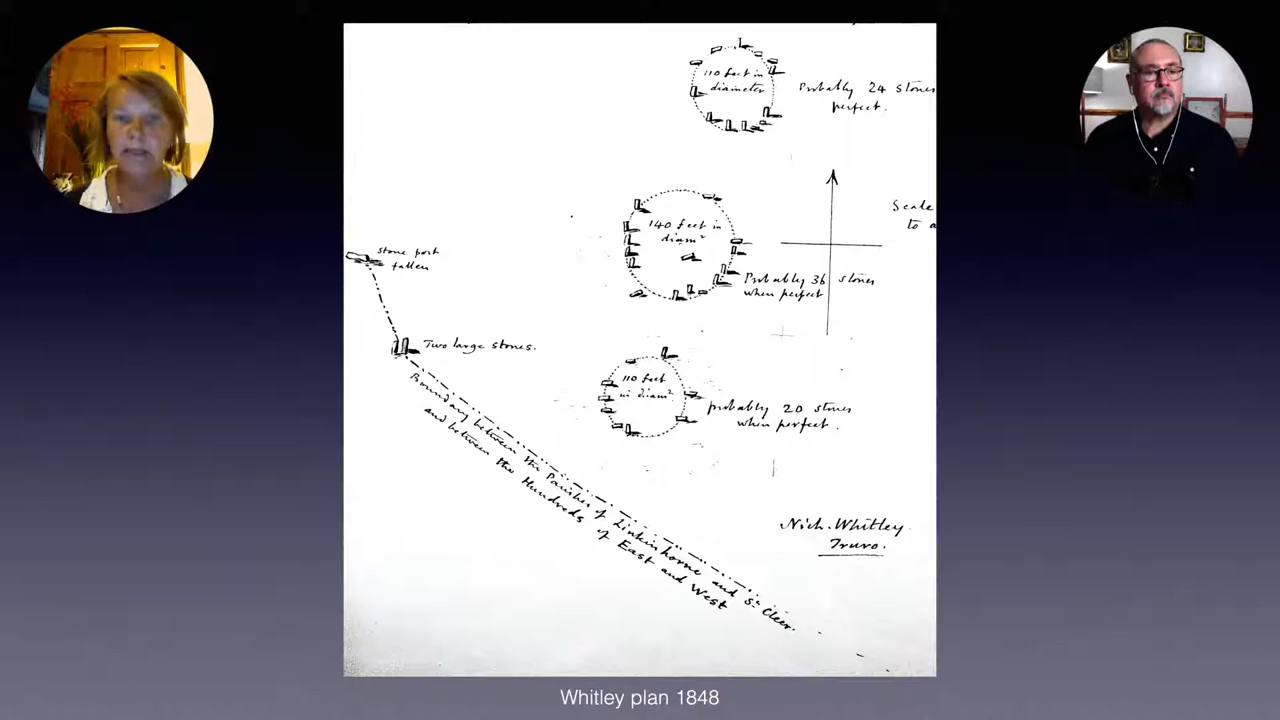 110 feet in
diameter
Probably 24 stones
perfect.
140 feet in
diamr
Scale
to a
Stone post
fallen
Probably 36 stones
when perfect
Two large stones.
110 feet
in diamr
probably 20 stones
when perfect.
Boundary between the Parishes of Linkinhorne and St. Cleer.
and between the Hundreds of East and West
Nich. Whitley.
Truro.
Whitley plan 1848